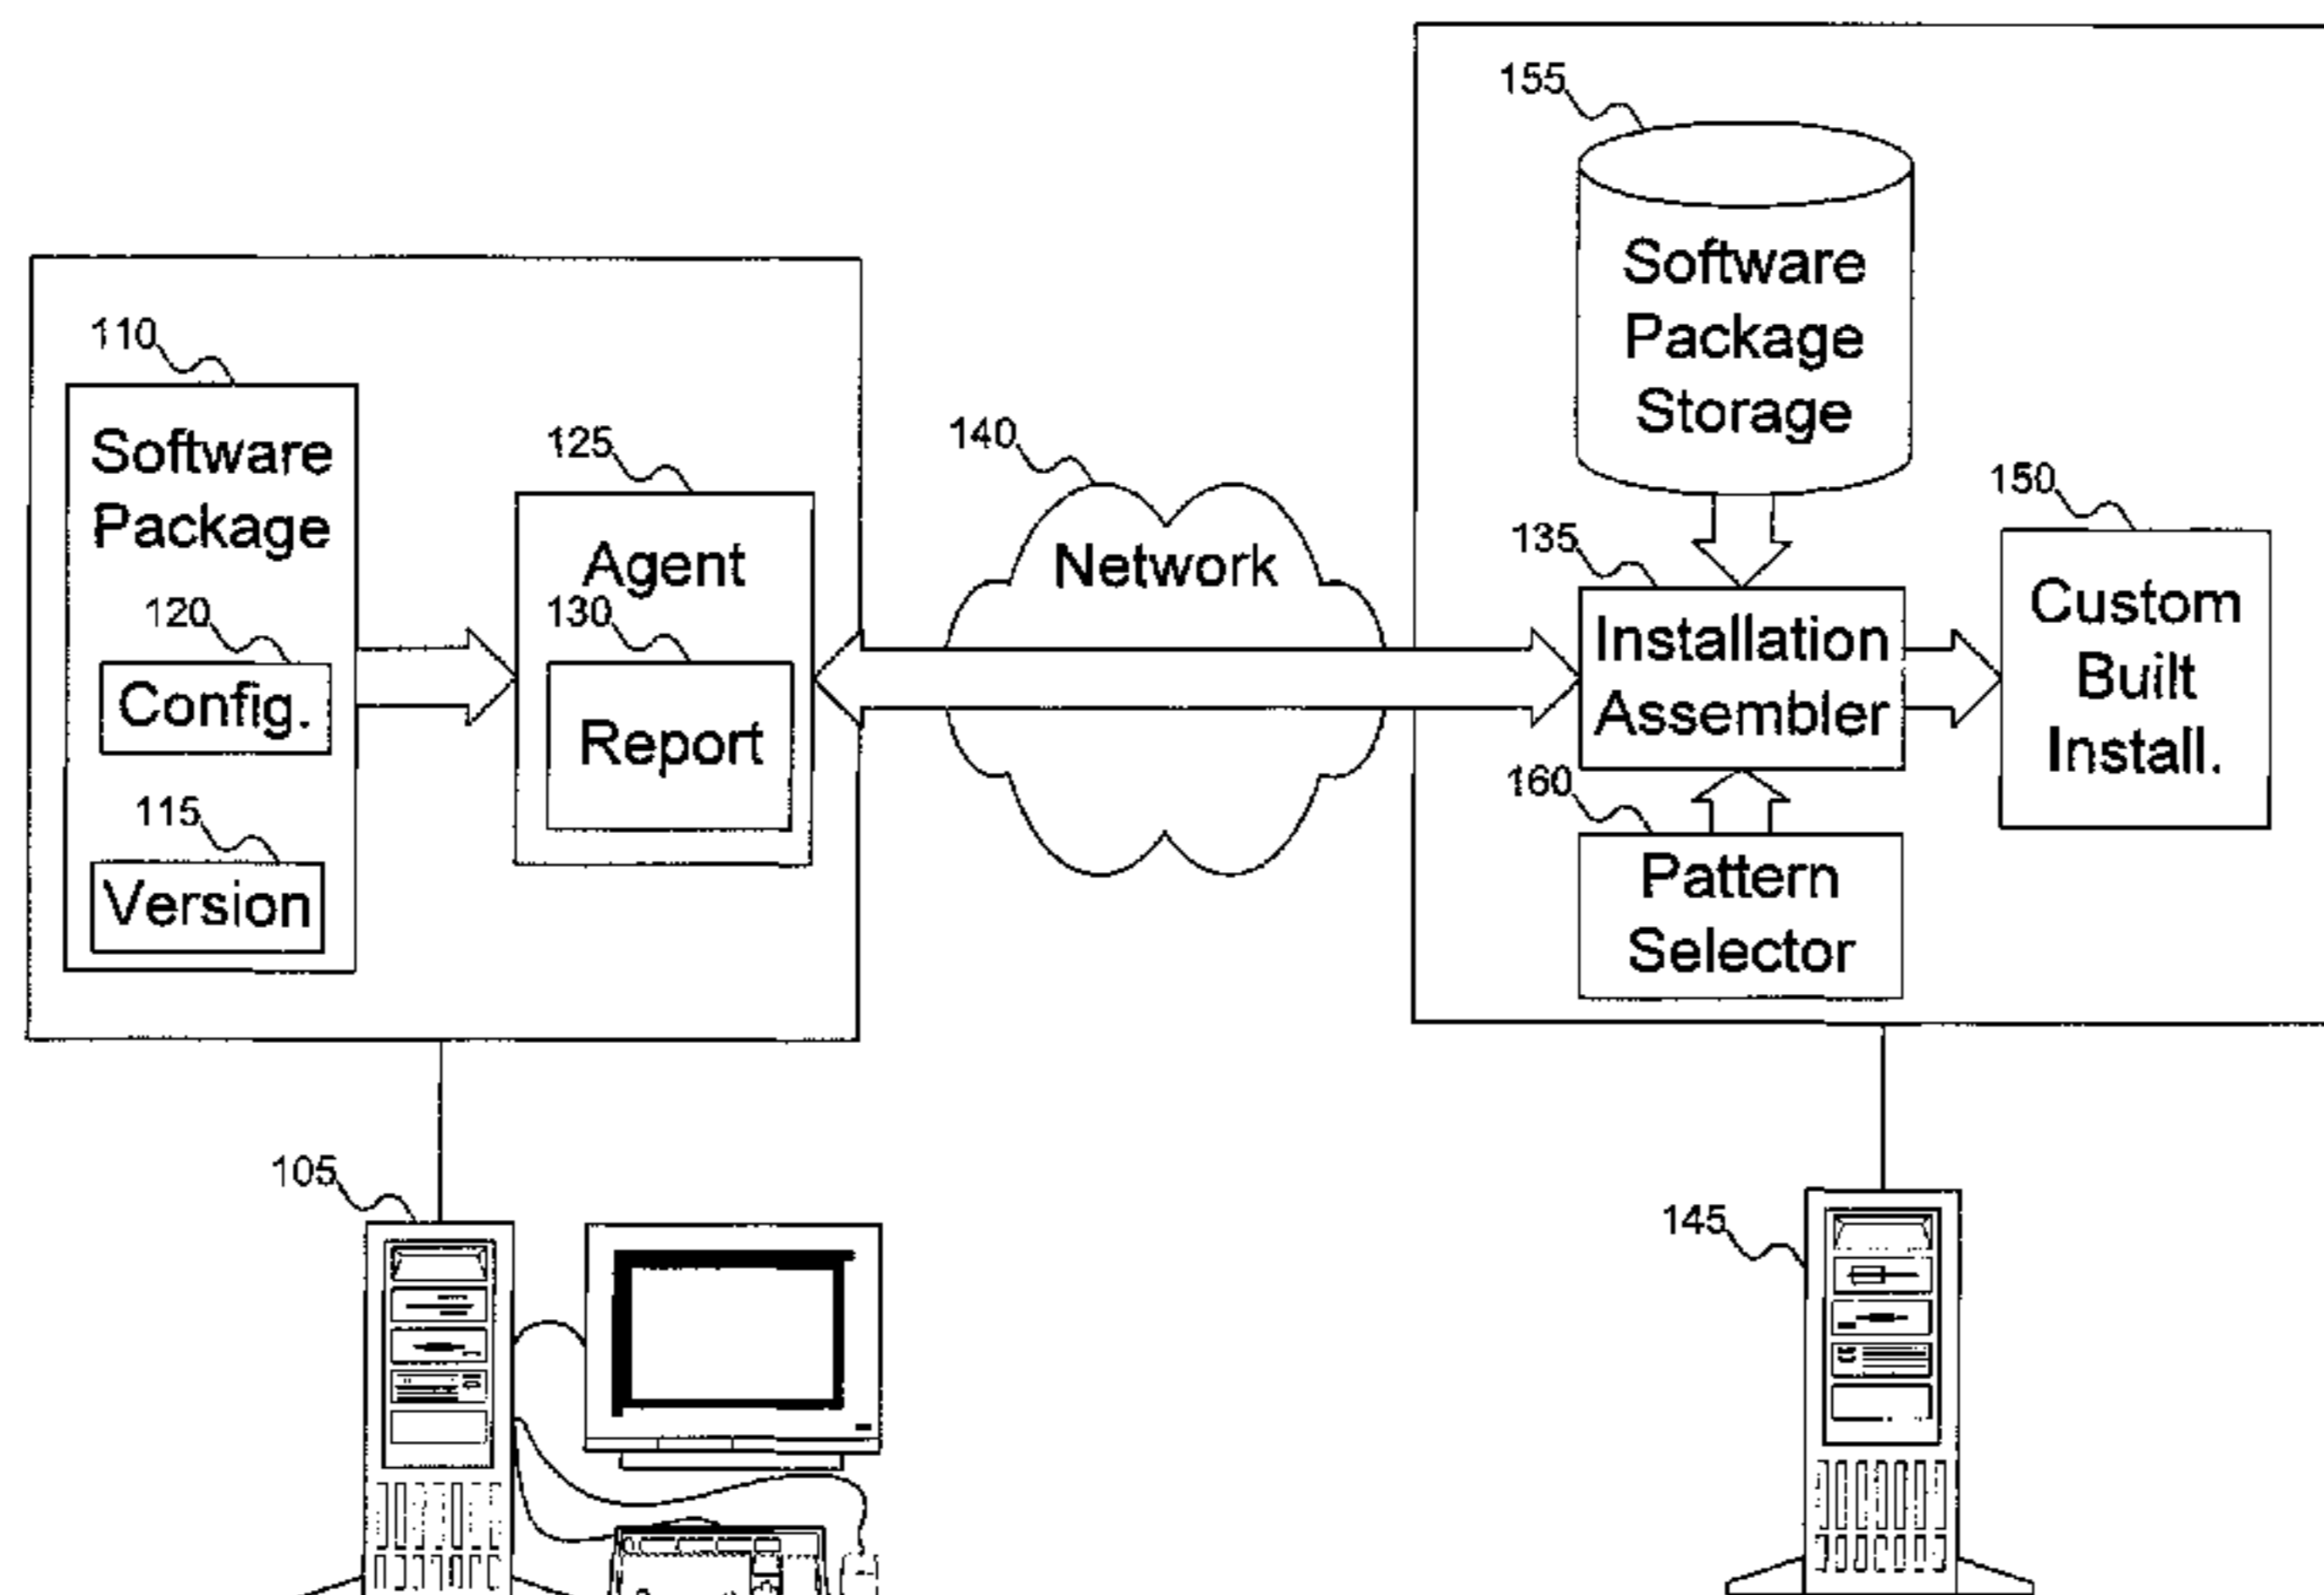 155
Software
Package
Storage
110
Software
Package
120
Config.
115
Version
125
Agent
130
Report
140
Network
135
Installation
Assembler
150
Custom
Built
Install.
160
Pattern
Selector
105
145